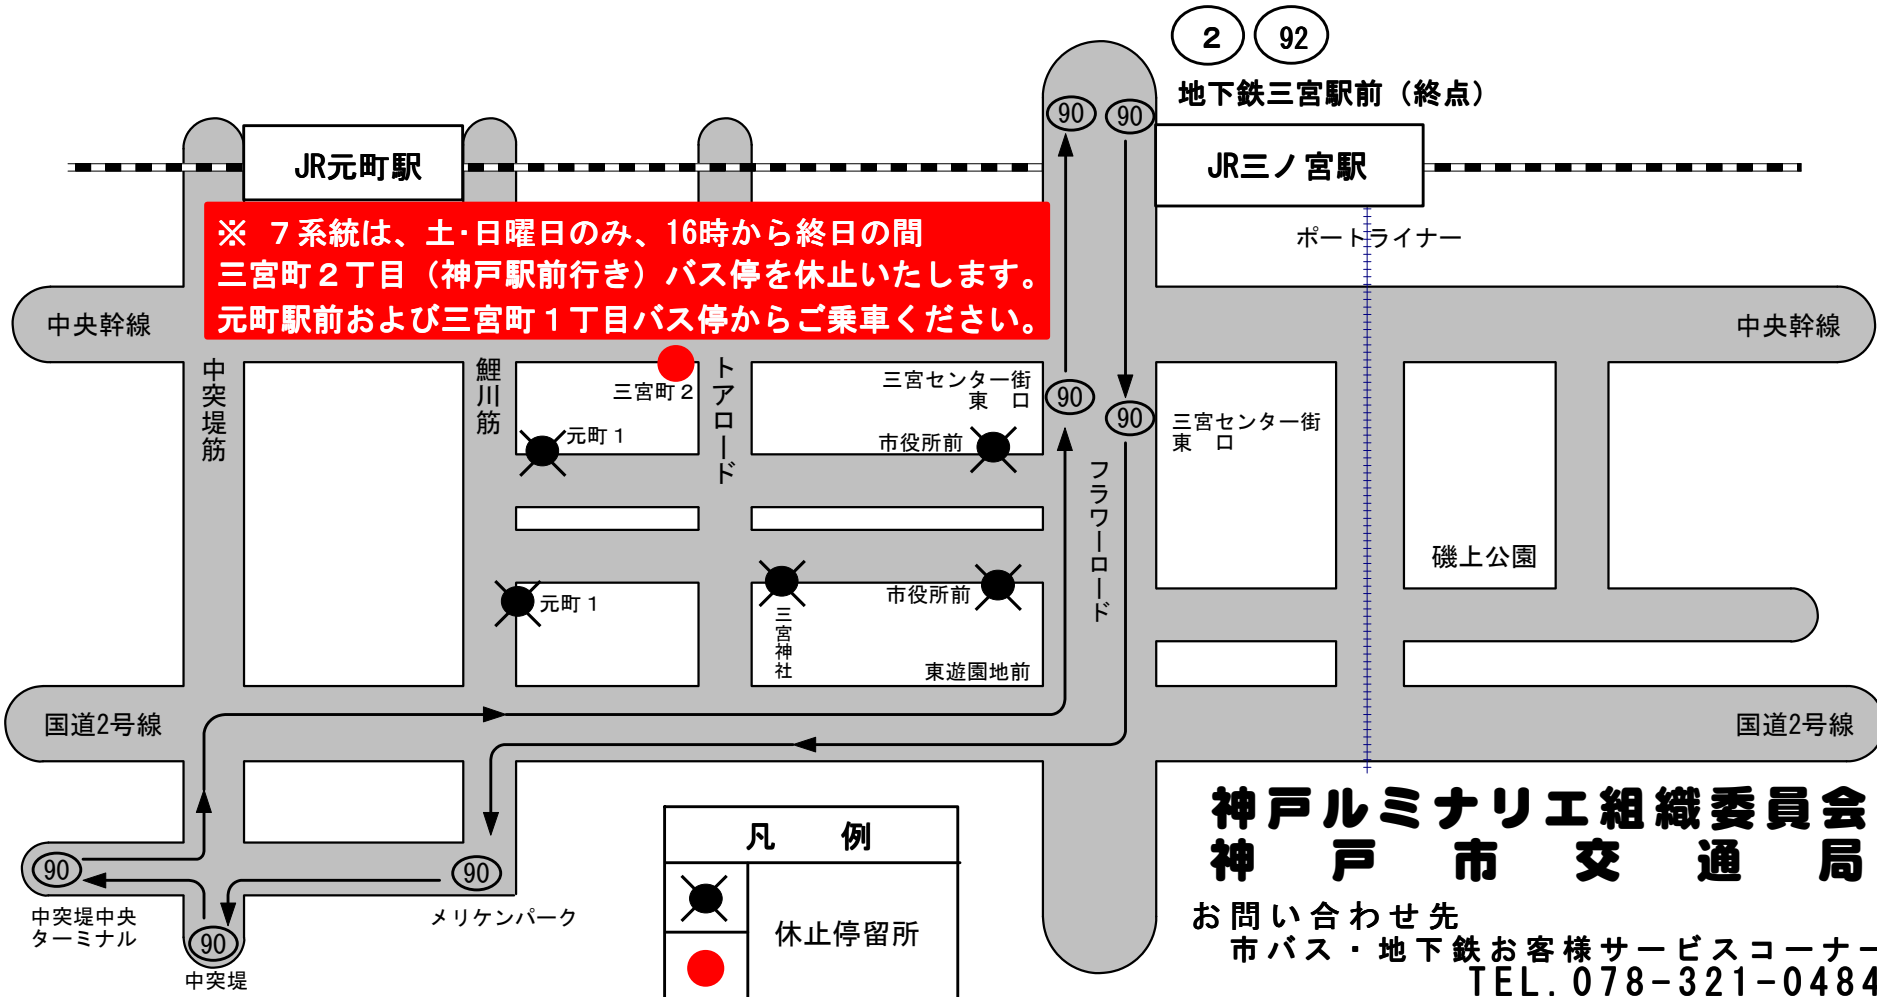 2 92
地下鉄三宮駅前（終点）
90 90
JR元町駅
JR三ノ宮駅
※ 7系統は、土・日曜日のみ、16時から終日の間
三宮町2丁目（神戸駅前行き）バス停を休止いたします。
元町駅前および三宮町1丁目バス停からご乗車ください。
ポートライナー
中央幹線
中央幹線
中突堤筋
鯉川筋
三宮町2
トアロード
三宮センター街
東 口
90
90
三宮センター街
東 口
元町1
市役所前
フラワーロード
磯上公園
元町1
三宮神社
市役所前
東遊園地前
国道2号線
国道2号線
90
中突堤中央
ターミナル
90
中突堤
90
メリケンパーク
凡 例
休止停留所
神戸ルミナリエ組織委員会
神戸市交通局
お問い合わせ先
市バス・地下鉄お客様サービスコーナー
TEL.078-321-0484